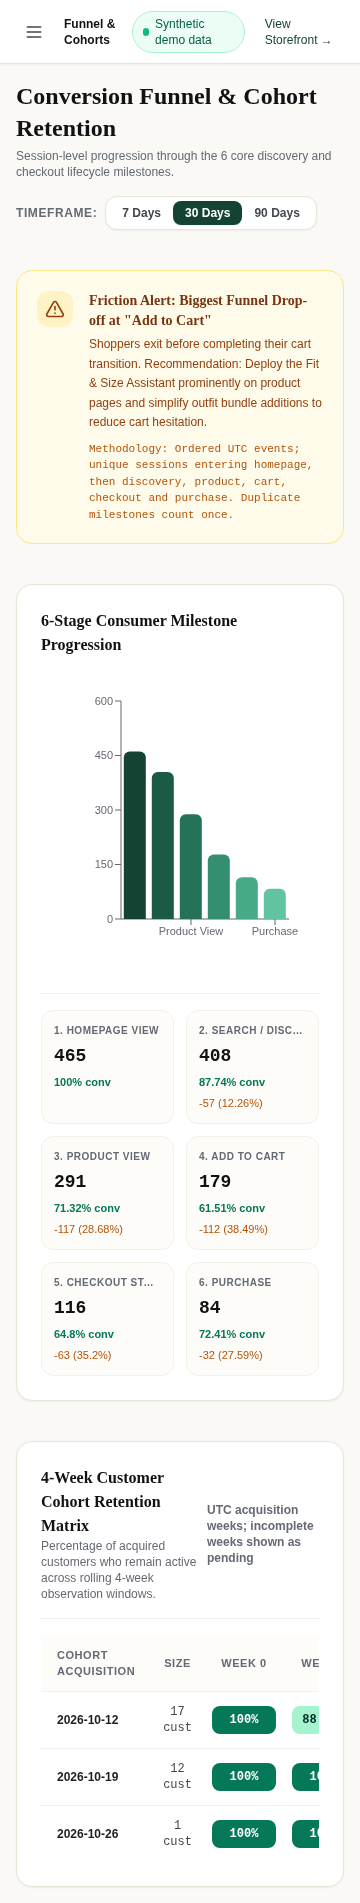 Funnel & Cohorts
Synthetic demo data
View Storefront →
Conversion Funnel & Cohort
Retention
Session-level progression through the 6 core discovery and
checkout lifecycle milestones.
TIMEFRAME: 7 Days 30 Days 90 Days
Friction Alert: Biggest Funnel Drop-
off at "Add to Cart"
Shoppers exit before completing their cart
transition. Recommendation: Deploy the Fit
& Size Assistant prominently on product
pages and simplify outfit bundle additions to
reduce cart hesitation.
Methodology: Ordered UTC events;
unique sessions entering homepage,
then discovery, product, cart,
checkout and purchase. Duplicate
milestones count once.
6-Stage Consumer Milestone
Progression
600
450
300
150
0
Product View Purchase
1. HOMEPAGE VIEW
465
100% conv
2. SEARCH / DISC...
408
87.74% conv
-57 (12.26%)
3. PRODUCT VIEW
291
71.32% conv
-117 (28.68%)
4. ADD TO CART
179
61.51% conv
-112 (38.49%)
5. CHECKOUT ST...
116
64.8% conv
-63 (35.2%)
6. PURCHASE
84
72.41% conv
-32 (27.59%)
4-Week Customer
Cohort Retention
Matrix
Percentage of acquired
customers who remain active
across rolling 4-week
observation windows.
UTC acquisition
weeks; incomplete
weeks shown as
pending
COHORT ACQUISITION SIZE WEEK 0 WE
2026-10-12 17 cust 100% 88
2026-10-19 12 cust 100% 10
2026-10-26 1 cust 100% 10